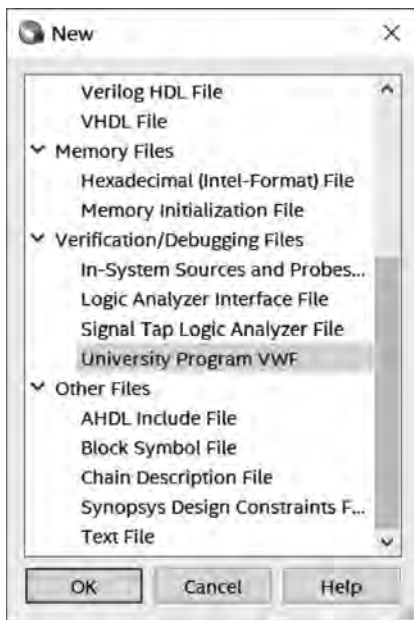 New
Verilog HDL File
VHDL File
Memory Files
Hexadecimal (Intel-Format) File
Memory Initialization File
Verification/Debugging Files
In-System Sources and Probes...
Logic Analyzer Interface File
Signal Tap Logic Analyzer File
University Program VWF
Other Files
AHDL Include File
Block Symbol File
Chain Description File
Synopsys Design Constraints F...
Text File
OK Cancel Help